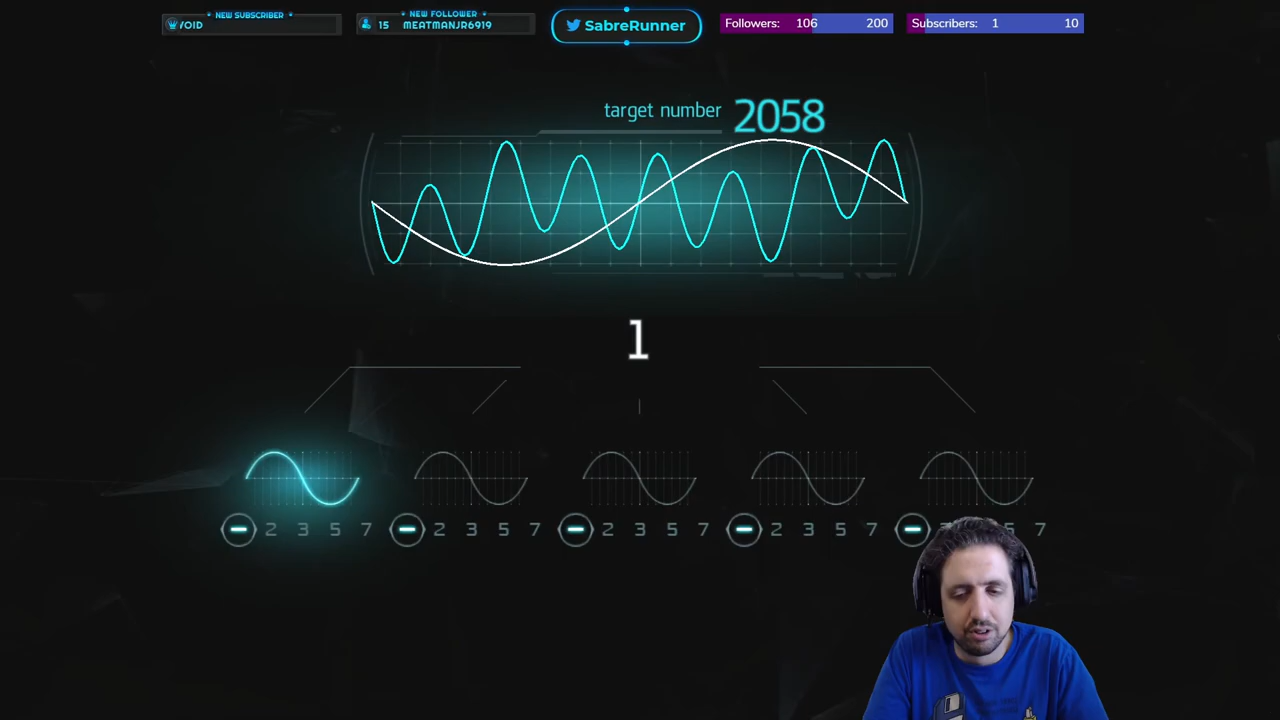 NEW SUBSCRIBER
VOID
NEW FOLLOWER
15 MEATMANJR6919
SabreRunner
Followers: 106 200
Subscribers: 1 10
target number 2058
1
2 3 5 7
2 3 5 7
2 3 5 7
2 3 5 7
5 7